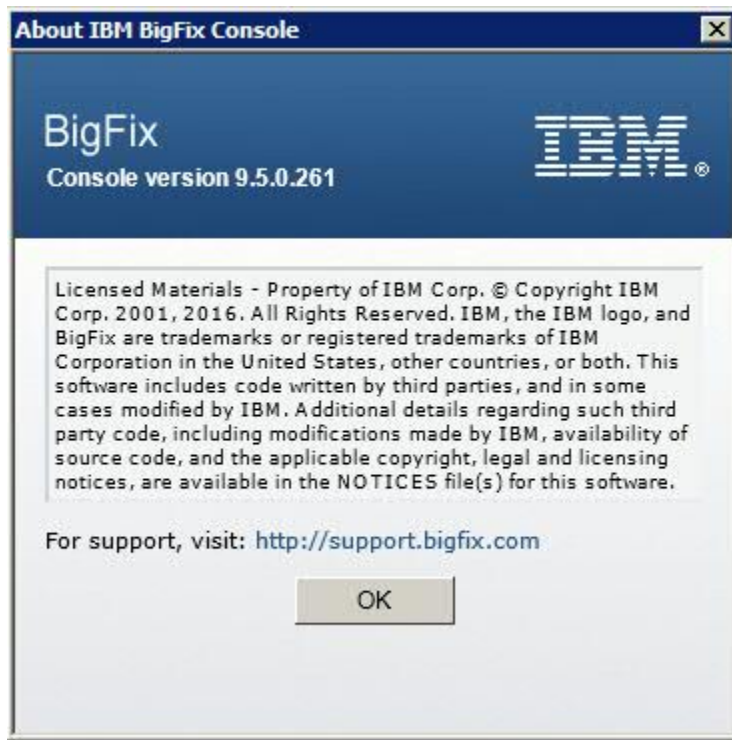 About IBM BigFix Console
BigFix
Console version 9.5.0.261
IBM®
Licensed Materials - Property of IBM Corp. © Copyright IBM
Corp. 2001, 2016. All Rights Reserved. IBM, the IBM logo, and
BigFix are trademarks or registered trademarks of IBM
Corporation in the United States, other countries, or both. This
software includes code written by third parties, and in some
cases modified by IBM. Additional details regarding such third
party code, including modifications made by IBM, availability of
source code, and the applicable copyright, legal and licensing
notices, are available in the NOTICES file(s) for this software.
For support, visit: http://support.bigfix.com
OK